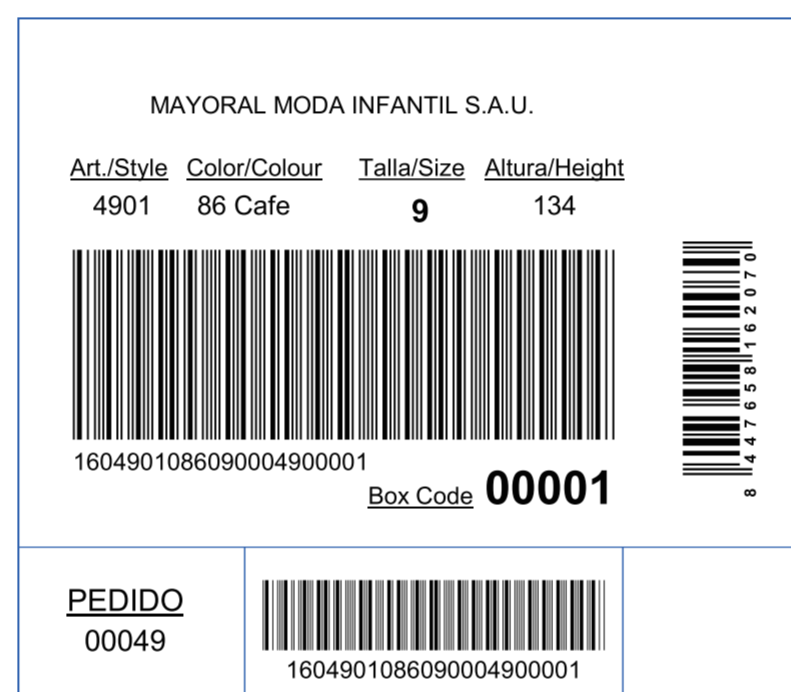 MAYORAL MODA INFANTIL S.A.U.
Art./Style Color/Colour Talla/Size Altura/Height
4901 86 Cafe 9 134
1604901086090004900001
Box Code 00001
8447658162070
PEDIDO
00049
1604901086090004900001